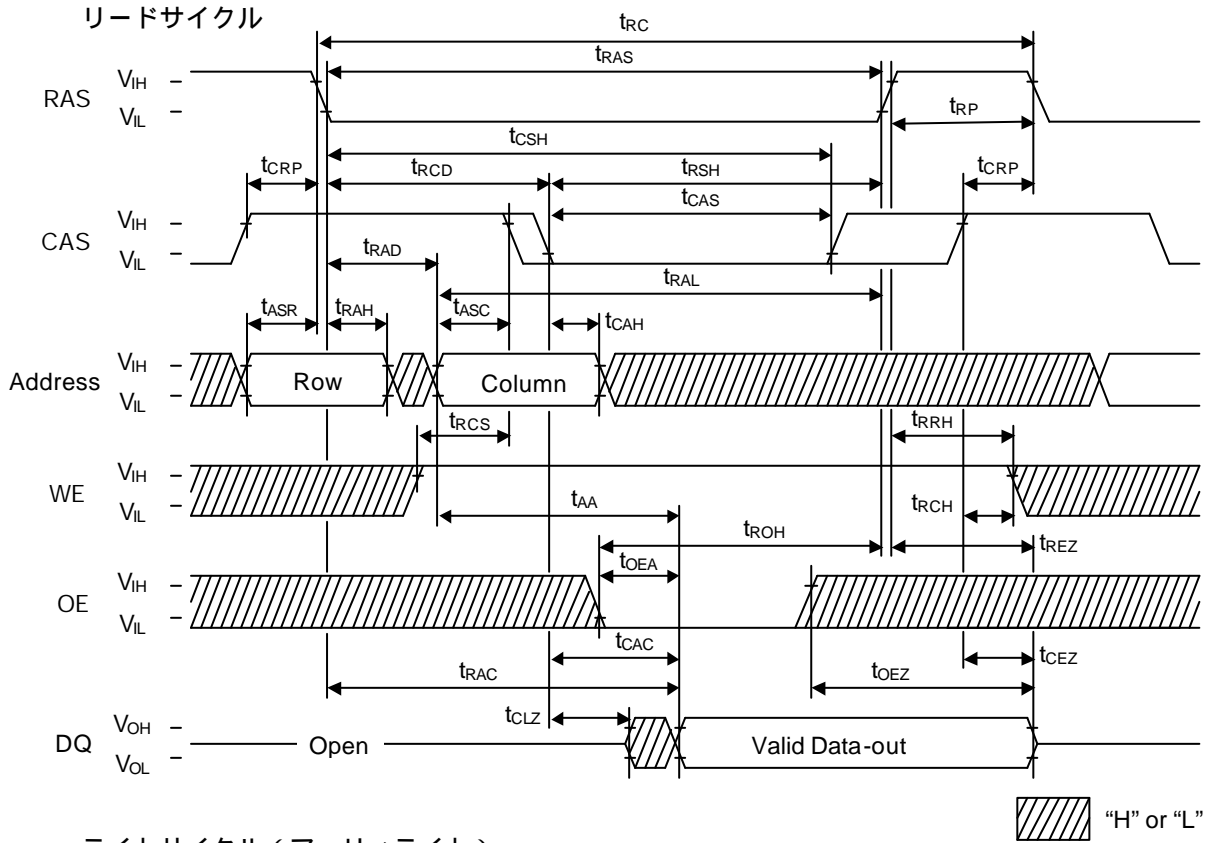 リードサイクル
tRC
tRAS
RAS
VIH
VIL
tRP
tCSH
tCRP
tRCD
tRSH
tCRP
tCAS
CAS
VIH
VIL
tRAD
tRAL
tASR
tRAH
tASC
tCAH
Address
VIH
VIL
Row
Column
tRCS
tRRH
WE
VIH
VIL
tAA
tRCH
tROH
tREZ
tOEA
OE
VIH
VIL
tCAC
tCEZ
tRAC
tOEZ
tCLZ
DQ
VOH
VOL
Open
Valid Data-out
“H” or “L”